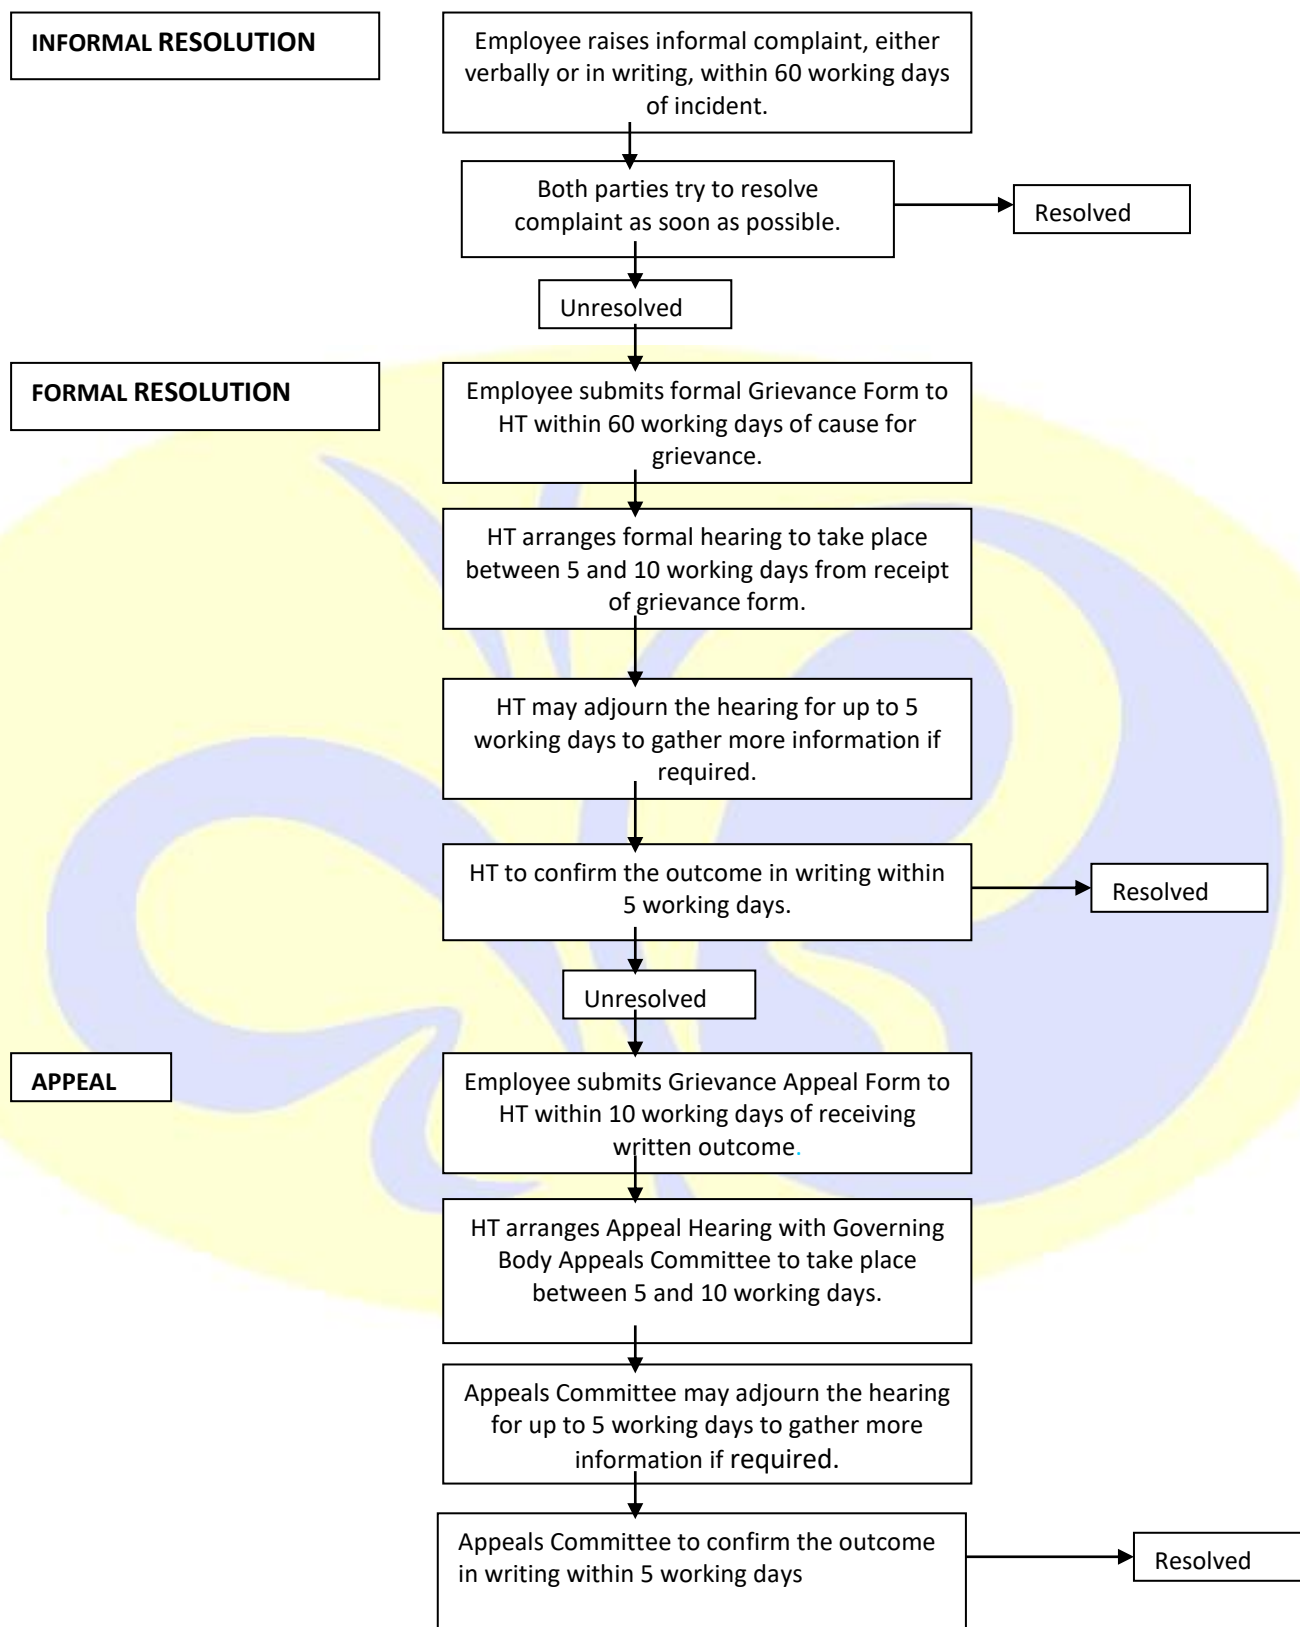 INFORMAL RESOLUTION
Employee raises informal complaint, either
verbally or in writing, within 60 working days
of incident.
Both parties try to resolve
complaint as soon as possible.
Resolved
Unresolved
FORMAL RESOLUTION
Employee submits formal Grievance Form to
HT within 60 working days of cause for
grievance.
HT arranges formal hearing to take place
between 5 and 10 working days from receipt
of grievance form.
HT may adjourn the hearing for up to 5
working days to gather more information if
required.
HT to confirm the outcome in writing within
5 working days.
Resolved
Unresolved
APPEAL
Employee submits Grievance Appeal Form to
HT within 10 working days of receiving
written outcome.
HT arranges Appeal Hearing with Governing
Body Appeals Committee to take place
between 5 and 10 working days.
Appeals Committee may adjourn the hearing
for up to 5 working days to gather more
information if required.
Appeals Committee to confirm the outcome
in writing within 5 working days
Resolved